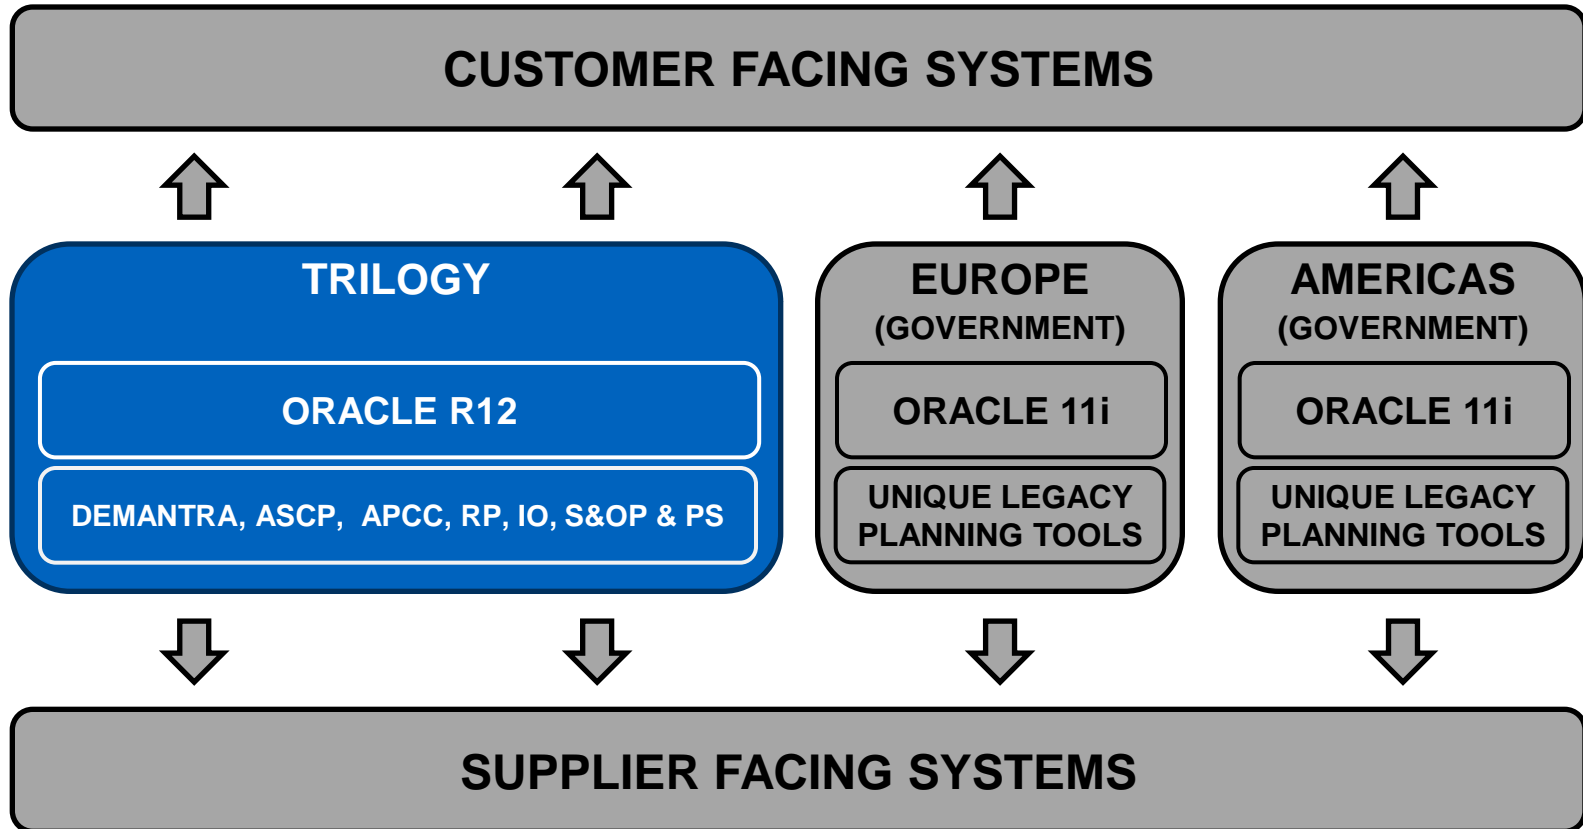 CUSTOMER FACING SYSTEMS
TRILOGY
ORACLE R12
DEMANTRA, ASCP, APCC, RP, IO, S&OP & PS
EUROPE
(GOVERNMENT)
ORACLE 11i
UNIQUE LEGACY
PLANNING TOOLS
AMERICAS
(GOVERNMENT)
ORACLE 11i
UNIQUE LEGACY
PLANNING TOOLS
SUPPLIER FACING SYSTEMS